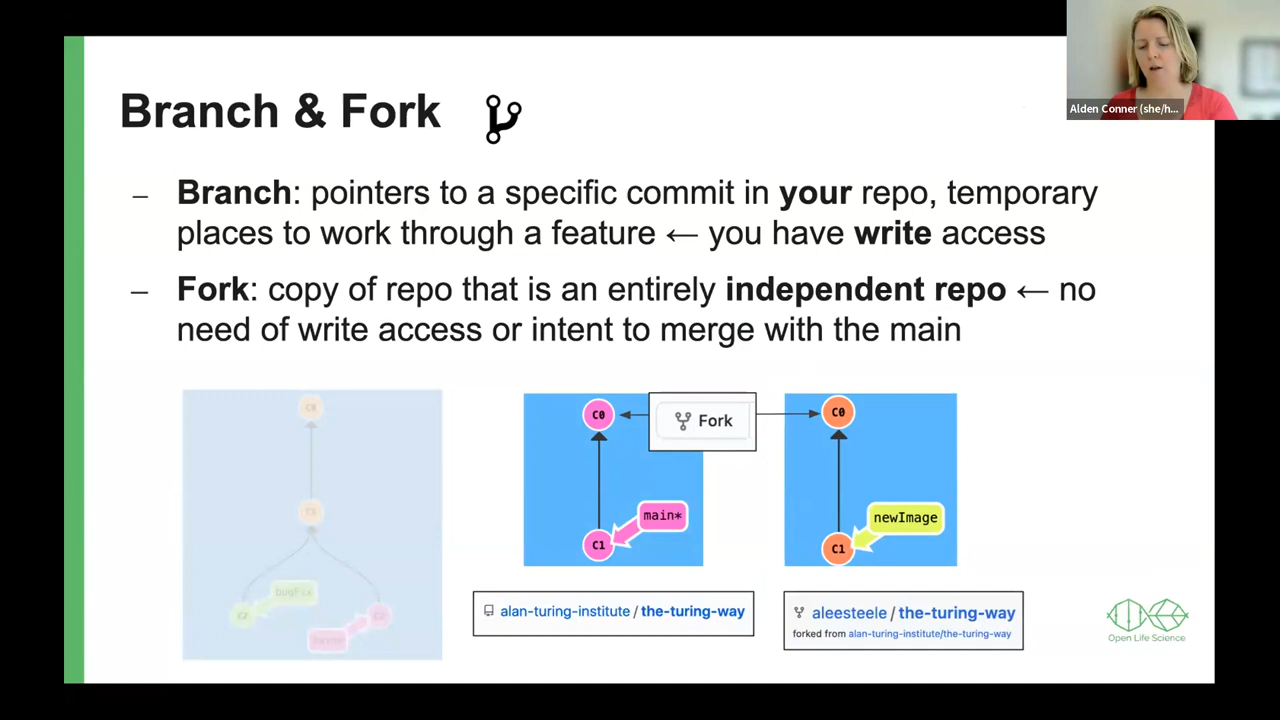 Alden Conner (she/h...
Branch & Fork
– Branch: pointers to a specific commit in your repo, temporary
places to work through a feature ← you have write access
– Fork: copy of repo that is an entirely independent repo ← no
need of write access or intent to merge with the main
C0
bugFix
C0
C1
main*
Fork
C0
C1
newImage
alan-turing-institute / the-turing-way
aleesteele / the-turing-way
forked from alan-turing-institute/the-turing-way
Open Life Science